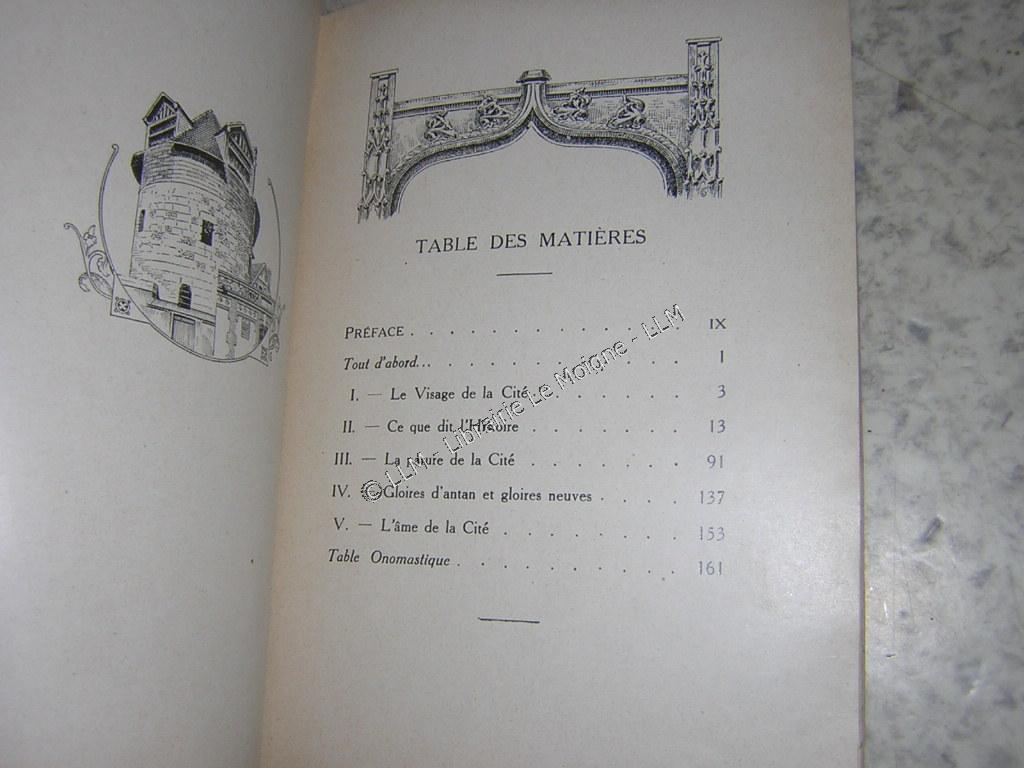 TABLE DES MATIÈRES
PRÉFACE . . . . . . . . . . . . IX
Tout d'abord... . . . . . . . . . . . 1
I. — Le Visage de la Cité . . . . . . . 3
II. — Ce que dit l'Histoire . . . . . . . 13
III. — La parure de la Cité . . . . . . . 91
IV. — Gloires d'antan et gloires neuves . . . . 137
V. — L'âme de la Cité . . . . . . . . 153
Table Onomastique . . . . . . . . . . 161
© LLM - Librairie Le Moigne - LLM